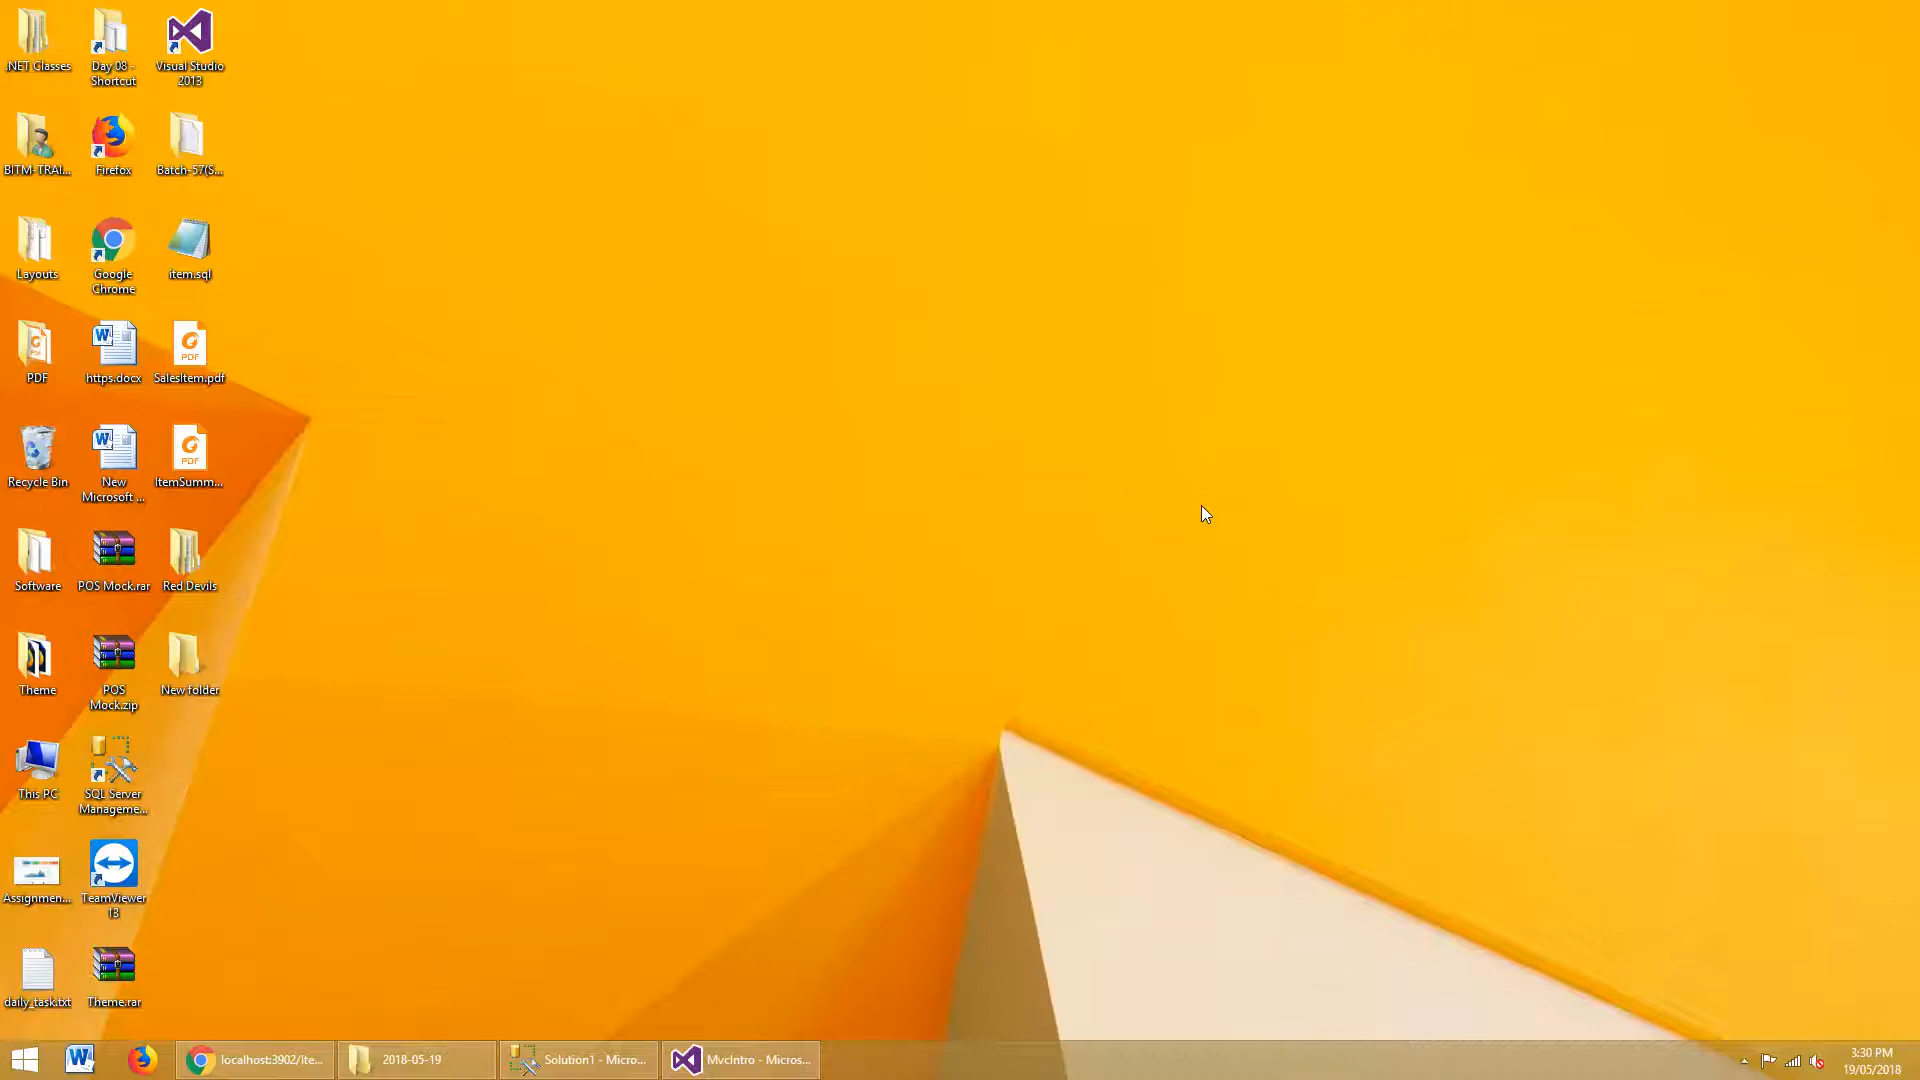 .NET Classes
Day 08 -
Shortcut
Visual Studio
2013
BITM-TRAI...
Firefox
Batch-57(S...
Layouts
Google
Chrome
item.sql
PDF
https.docx
PDF
SalesItem.pdf
Recycle Bin
New
Microsoft ...
PDF
ItemSumm...
Software
POS Mock.rar
Red Devils
Theme
POS
Mock.zip
New folder
This PC
SQL Server
Manageme...
Assignmen...
TeamViewer
13
daily_task.txt
Theme.rar
localhost:3902/Ite...
2018-05-19
Solution1 - Micro...
MvcIntro - Micros...
3:30 PM
19/05/2018